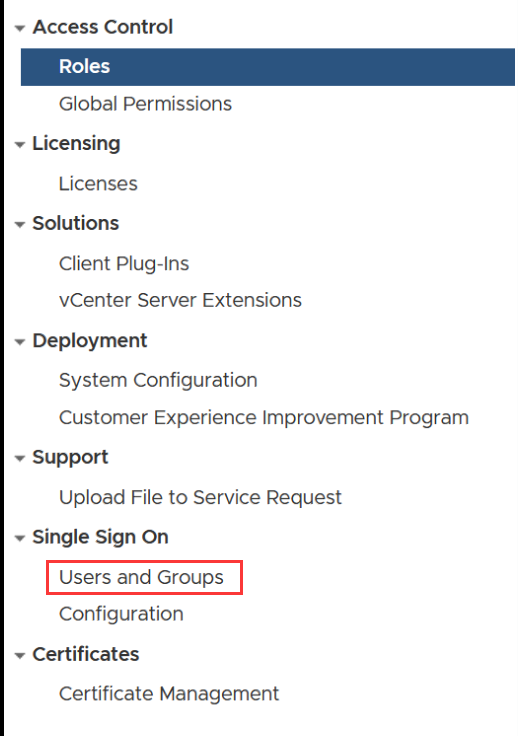 Access Control
Roles
Global Permissions
Licensing
Licenses
Solutions
Client Plug-Ins
vCenter Server Extensions
Deployment
System Configuration
Customer Experience Improvement Program
Support
Upload File to Service Request
Single Sign On
Users and Groups
Configuration
Certificates
Certificate Management